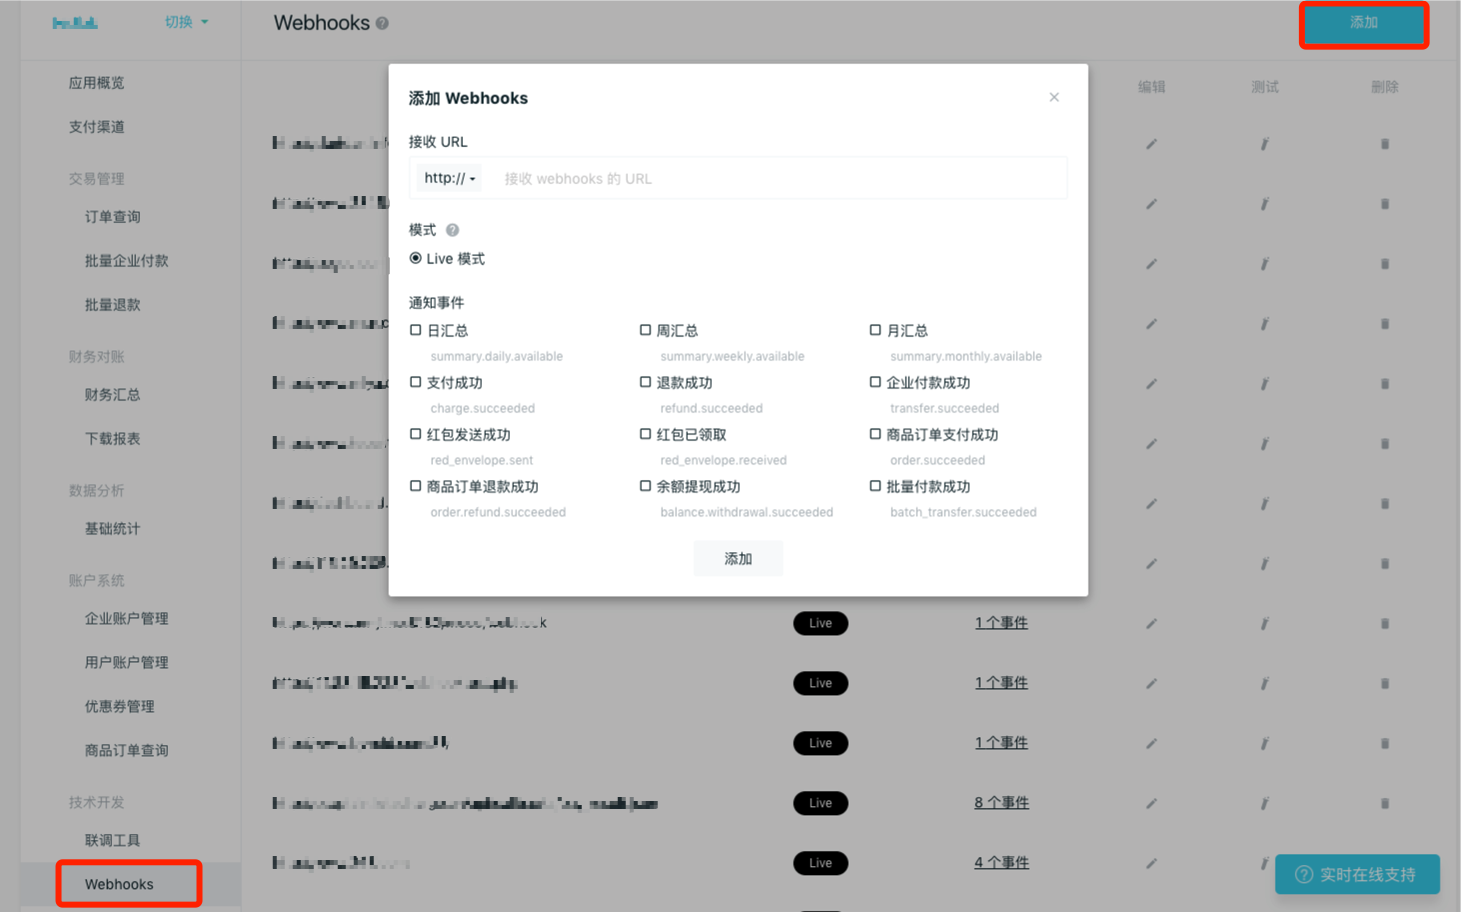 切换
Webhooks
添加
应用概览
支付渠道
交易管理
订单查询
批量企业付款
批量退款
财务对账
财务汇总
下载报表
数据分析
基础统计
账户系统
企业账户管理
用户账户管理
优惠券管理
商品订单查询
技术开发
联调工具
Webhooks
编辑 测试 删除
添加 Webhooks
接收 URL
http:// 接收 webhooks 的 URL
模式
Live 模式
通知事件
日汇总 周汇总 月汇总
summary.daily.available summary.weekly.available summary.monthly.available
支付成功 退款成功 企业付款成功
charge.succeeded refund.succeeded transfer.succeeded
红包发送成功 红包已领取 商品订单支付成功
red_envelope.sent red_envelope.received order.succeeded
商品订单退款成功 余额提现成功 批量付款成功
order.refund.succeeded balance.withdrawal.succeeded batch_transfer.succeeded
添加
Live 1 个事件
Live 1 个事件
Live 1 个事件
Live 8 个事件
Live 4 个事件
实时在线支持